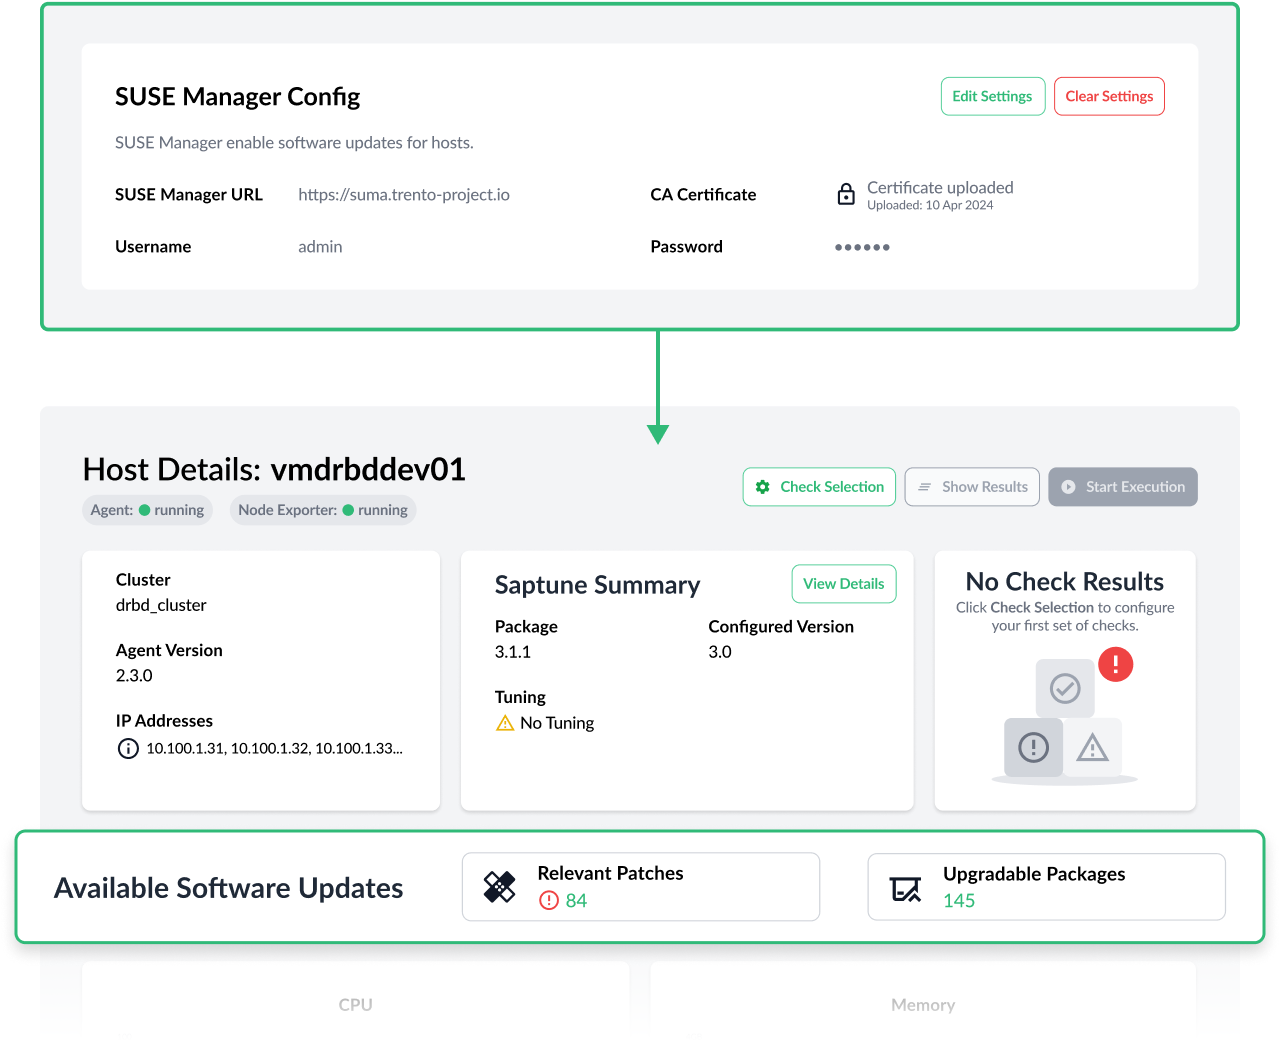 SUSE Manager Config
Edit Settings
Clear Settings
SUSE Manager enable software updates for hosts.
SUSE Manager URL
https://suma.trento-project.io
CA Certificate
Certificate uploaded
Uploaded: 10 Apr 2024
Username
admin
Password
••••••
Host Details: vmdrbddev01
Agent: running
Node Exporter: running
Check Selection
Show Results
Start Execution
Cluster
drbd_cluster
Agent Version
2.3.0
IP Addresses
10.100.1.31, 10.100.1.32, 10.100.1.33...
Saptune Summary
View Details
Package
3.1.1
Configured Version
3.0
Tuning
No Tuning
No Check Results
Click Check Selection to configure
your first set of checks.
Available Software Updates
Relevant Patches
84
Upgradable Packages
145
CPU
Memory